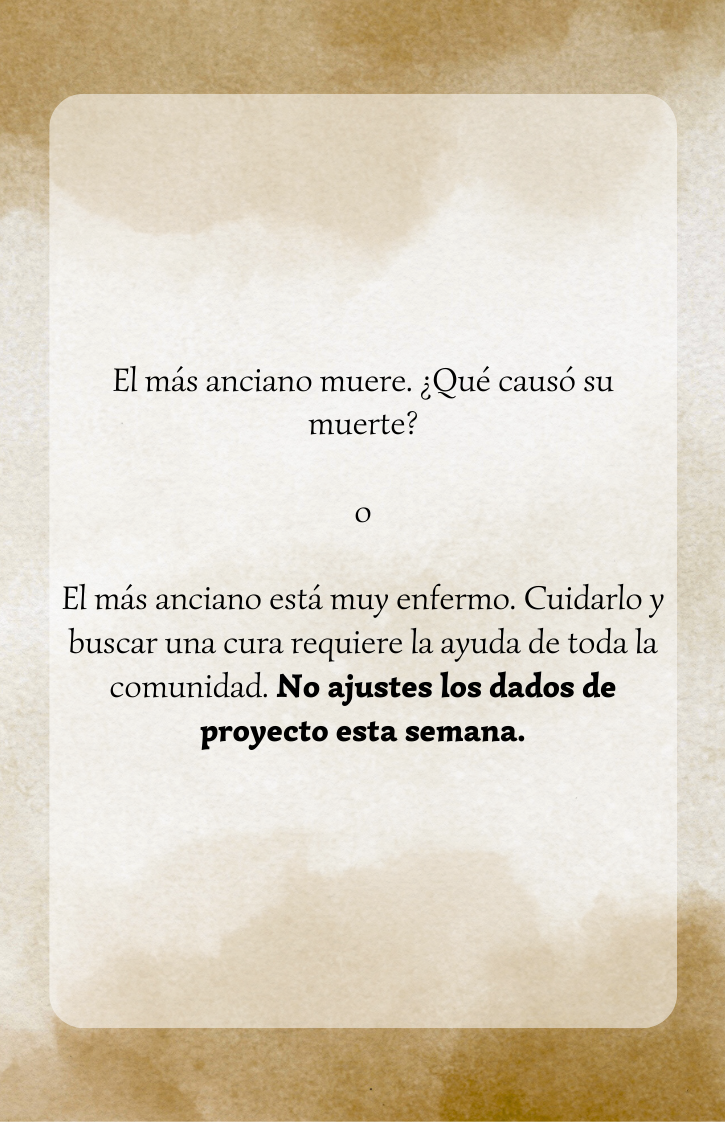 El más anciano muere. ¿Qué causó su
muerte?
o
El más anciano está muy enfermo. Cuidarlo y
buscar una cura requiere la ayuda de toda la
comunidad. No ajustes los dados de
proyecto esta semana.